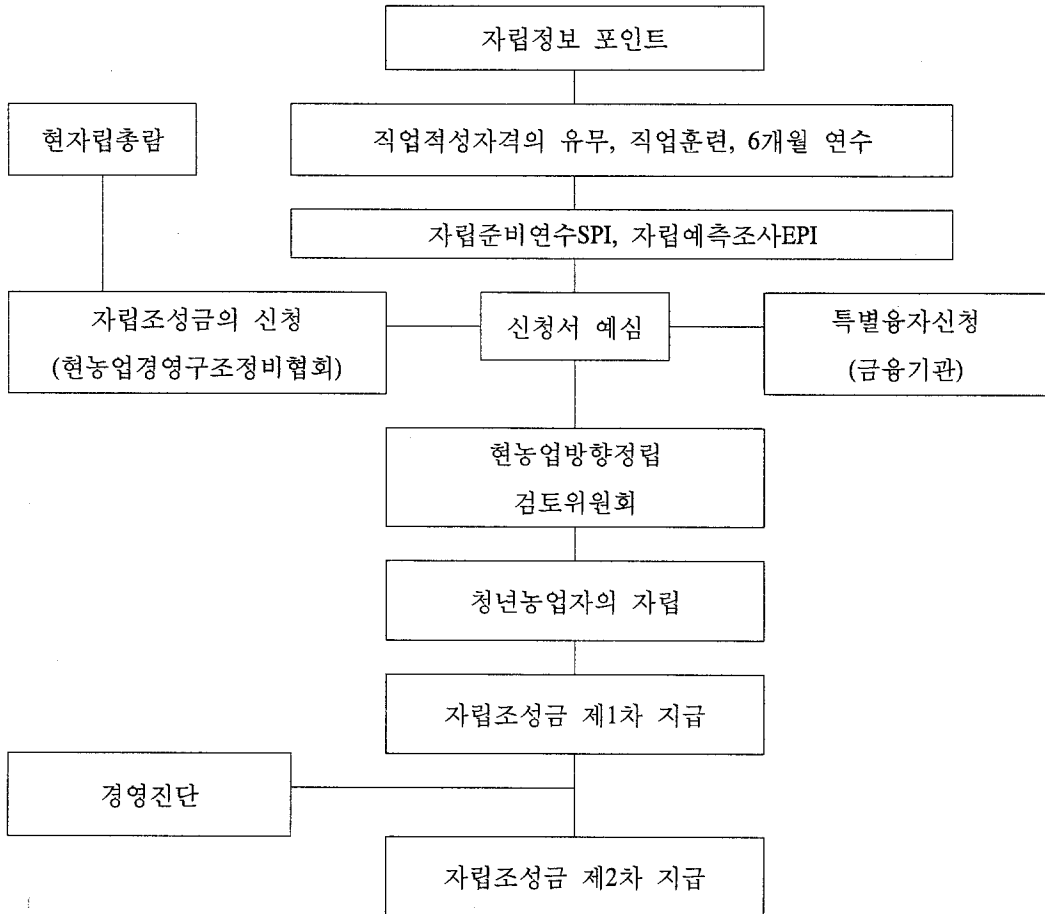 자립정보 포인트
현자립총람
직업적성자격의 유무, 직업훈련, 6개월 연수
자립준비연수SPI, 자립예측조사EPI
자립조성금의 신청
(현농업경영구조정비협회)
신청서 예심
특별융자신청
(금융기관)
현농업방향정립
검토위원회
청년농업자의 자립
자립조성금 제1차 지급
경영진단
자립조성금 제2차 지급